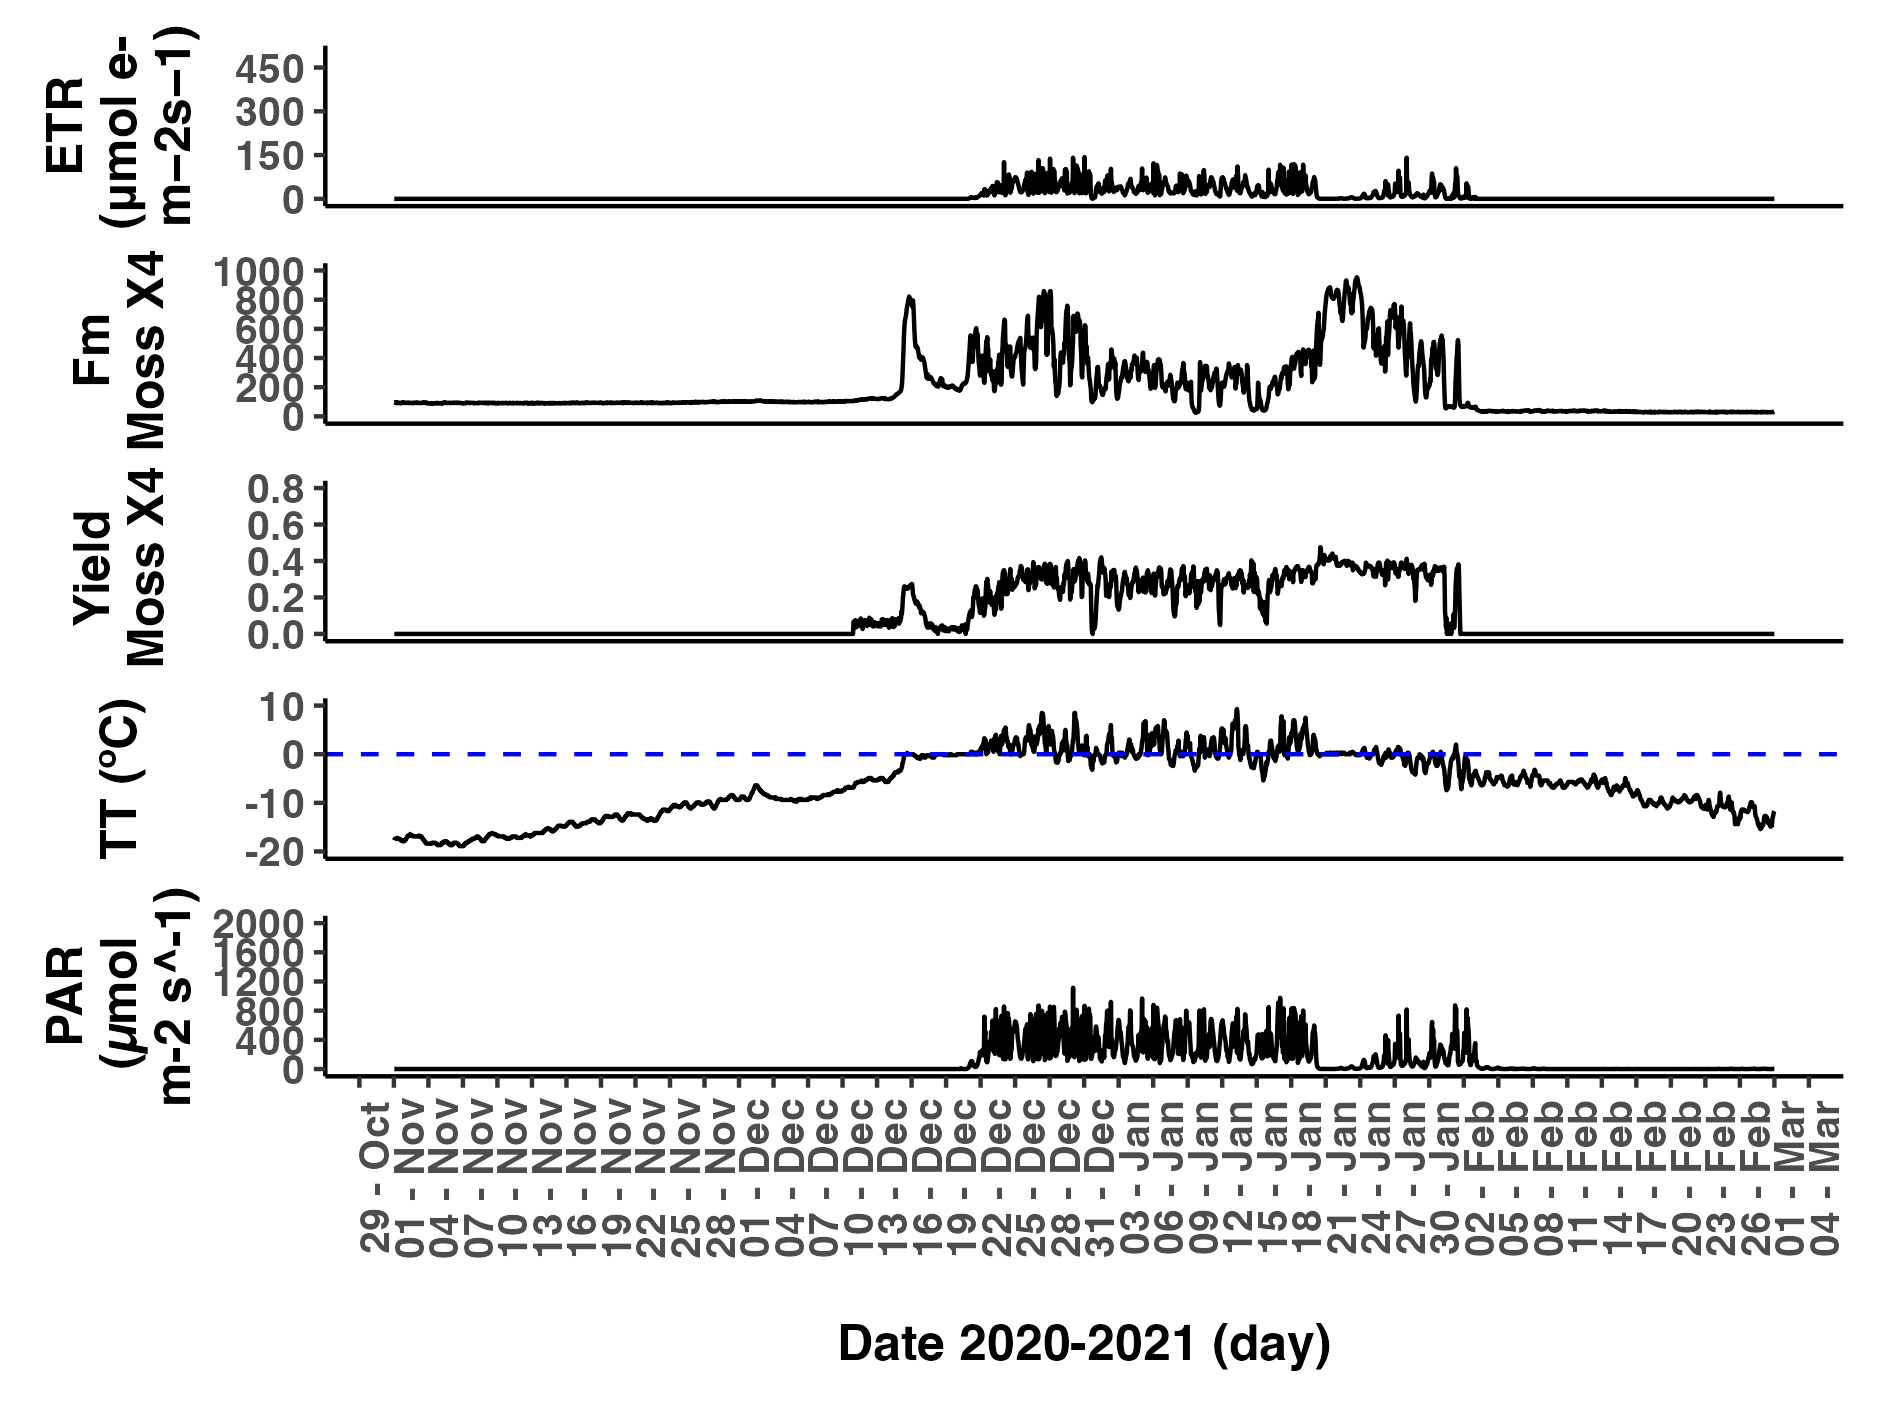 ETR
(µmol e-
m−2s−1)
450
300
150
0
Fm
Moss X4
1000
800
600
400
200
0
Yield
Moss X4
0.8
0.6
0.4
0.2
0.0
TT (ºC)
10
0
-10
-20
PAR
(µmol
m-2 s^-1)
2000
1600
1200
800
400
0
29 - Oct
01 - Nov
04 - Nov
07 - Nov
10 - Nov
13 - Nov
16 - Nov
19 - Nov
22 - Nov
25 - Nov
28 - Nov
01 - Dec
04 - Dec
07 - Dec
10 - Dec
13 - Dec
16 - Dec
19 - Dec
22 - Dec
25 - Dec
28 - Dec
31 - Dec
03 - Jan
06 - Jan
09 - Jan
12 - Jan
15 - Jan
18 - Jan
21 - Jan
24 - Jan
27 - Jan
30 - Jan
02 - Feb
05 - Feb
08 - Feb
11 - Feb
14 - Feb
17 - Feb
20 - Feb
23 - Feb
26 - Feb
01 - Mar
04 - Mar
Date 2020-2021 (day)